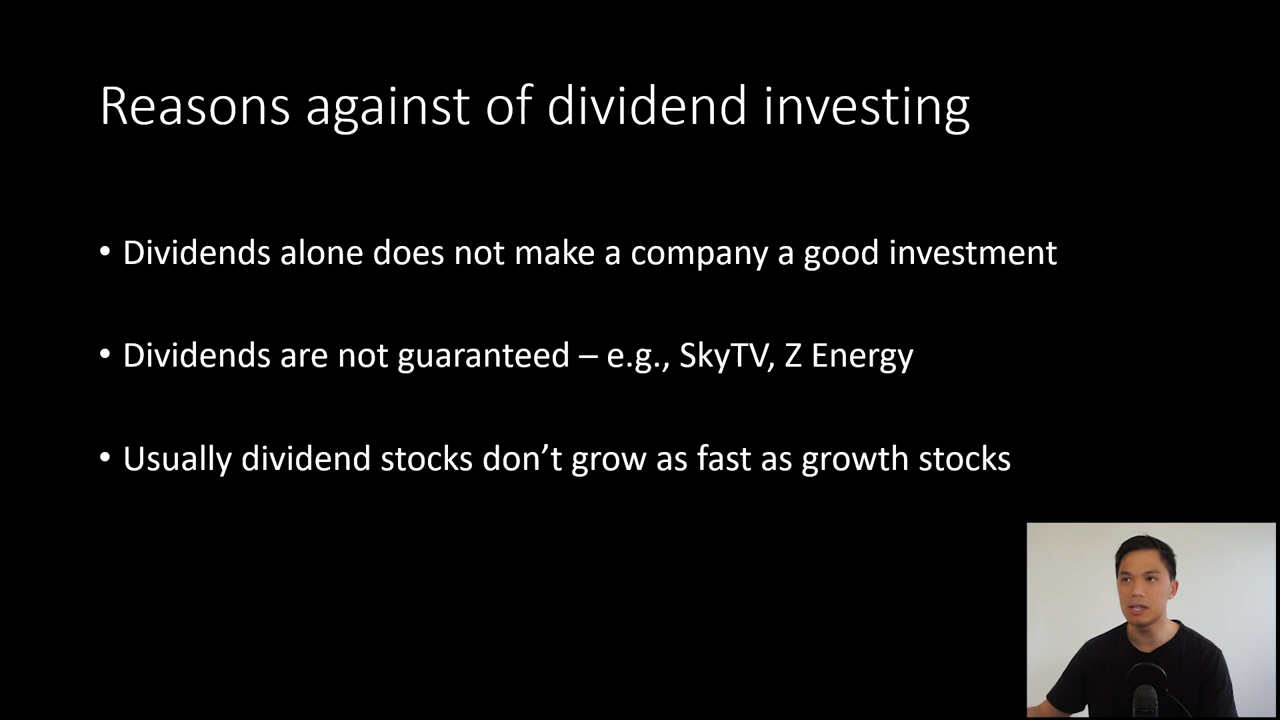 Reasons against of dividend investing
• Dividends alone does not make a company a good investment
• Dividends are not guaranteed – e.g., SkyTV, Z Energy
• Usually dividend stocks don’t grow as fast as growth stocks